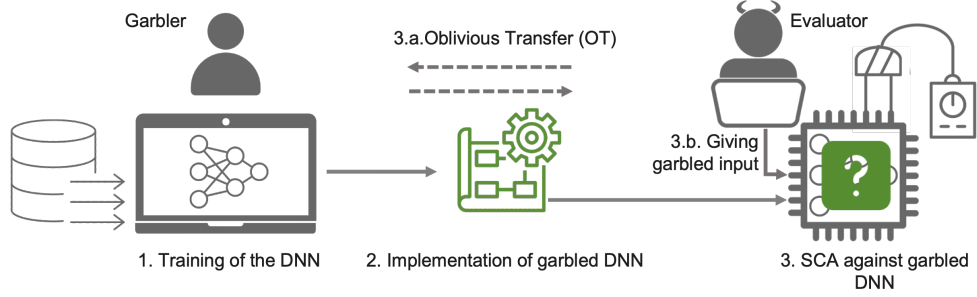 Garbler
Evaluator
3.a.Oblivious Transfer (OT)
3.b. Giving
garbled input
?
1. Training of the DNN
2. Implementation of garbled DNN
3. SCA against garbled
DNN